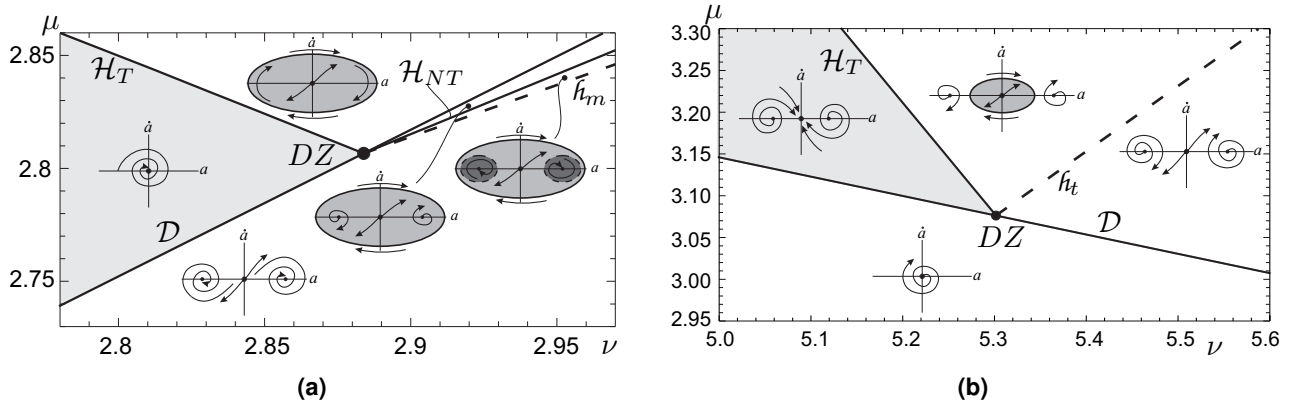 μ
2.85
2.8
2.75
2.8
2.85
2.9
2.95
ν
H_T
ȧ
a
H_NT
ħ_m
DZ
ȧ
a
ȧ
a
D
ȧ
a
ȧ
a
(a)
μ
3.30
3.25
3.20
3.15
3.10
3.05
3.00
2.95
5.0
5.1
5.2
5.3
5.4
5.5
ν
5.6
H_T
ȧ
a
ȧ
a
ȧ
a
ħ_t
DZ
D
ȧ
a
(b)